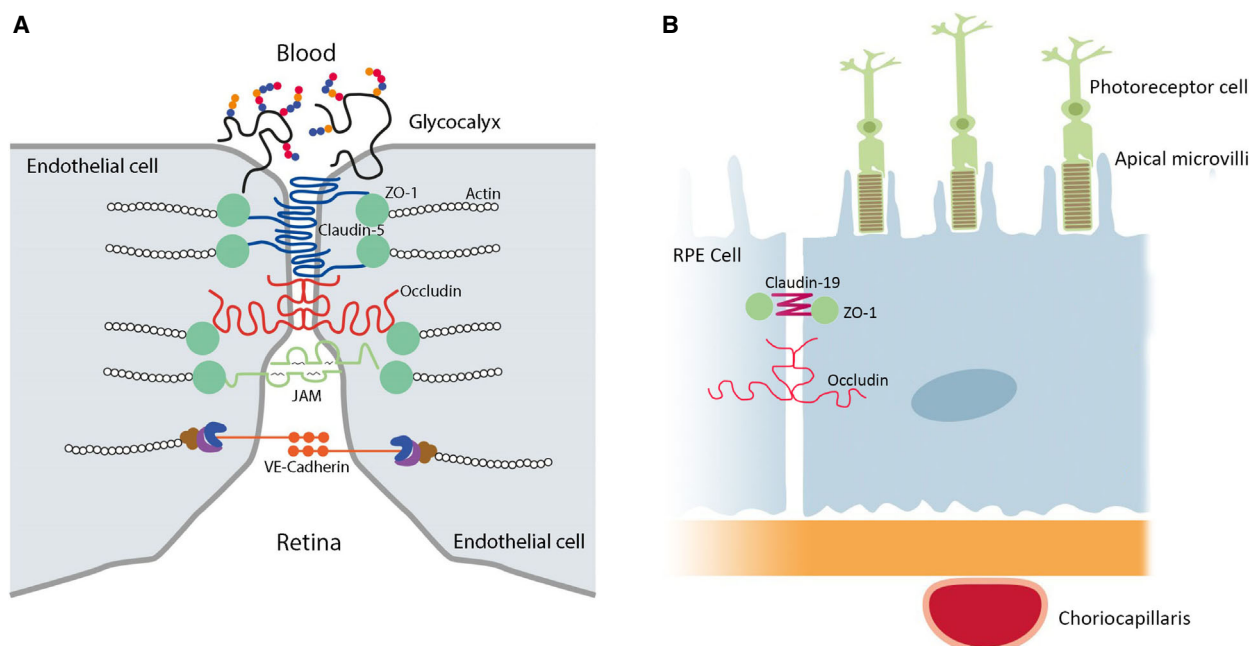 A
Blood
Glycocalyx
Endothelial cell
ZO-1
Actin
Claudin-5
Occludin
JAM
VE-Cadherin
Retina
Endothelial cell
B
Photoreceptor cell
Apical microvilli
RPE Cell
Claudin-19
ZO-1
Occludin
Choriocapillaris